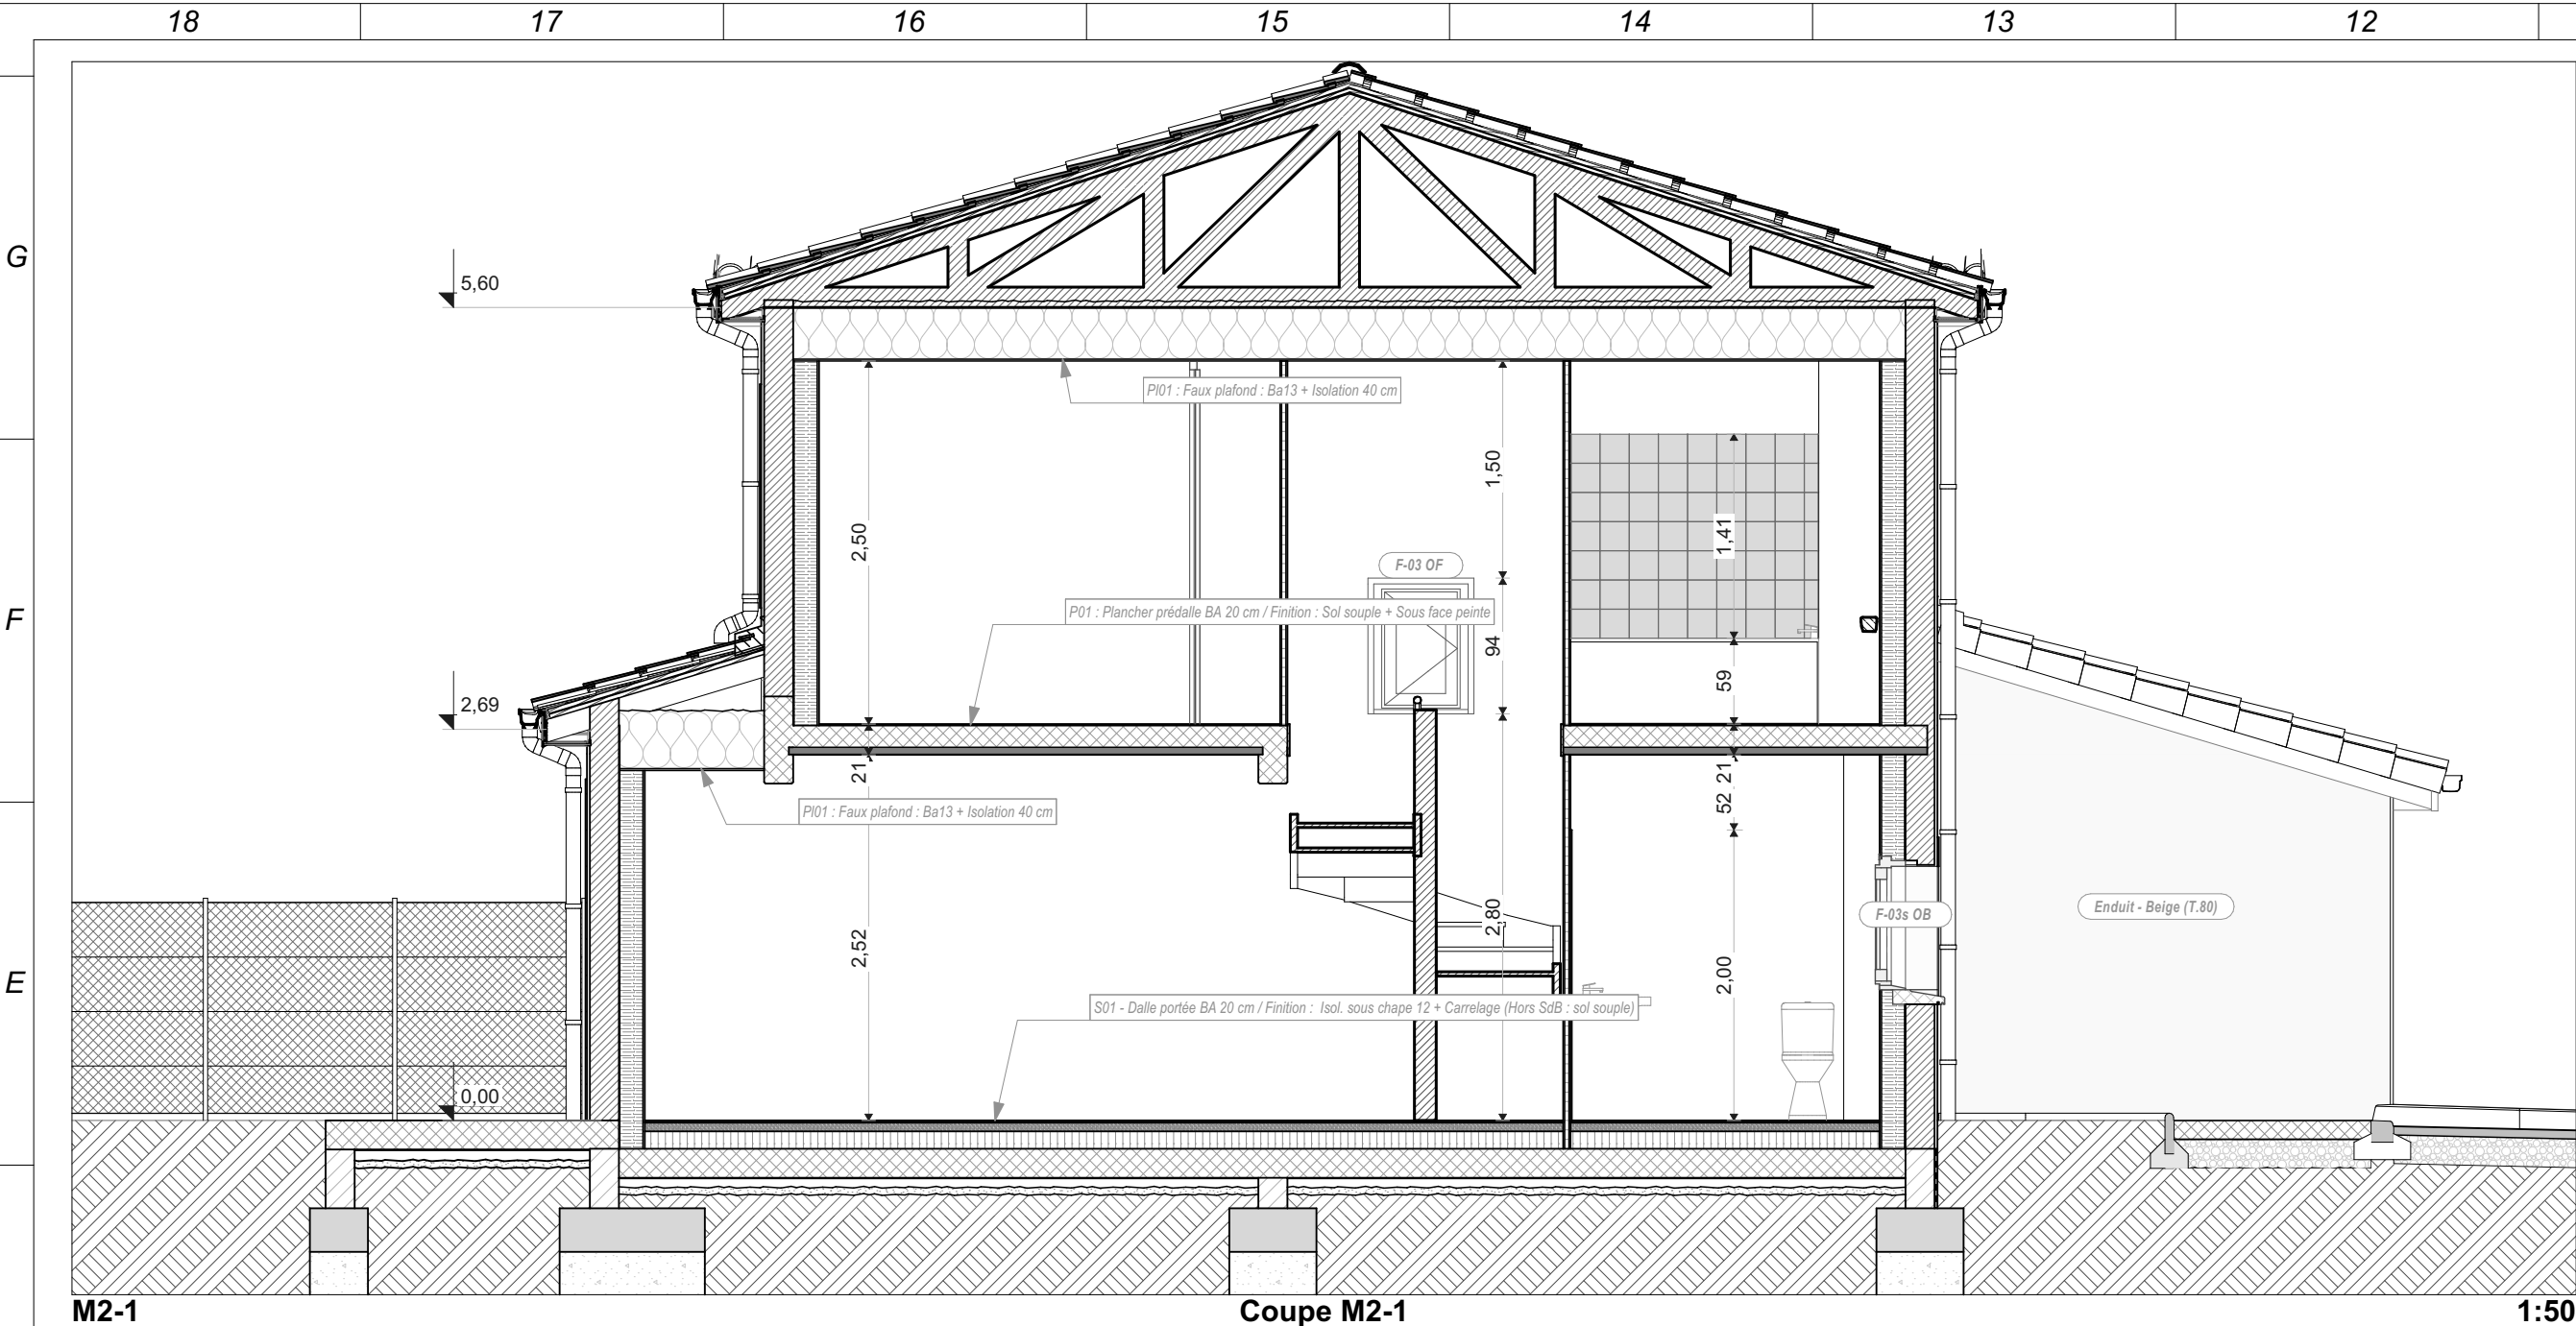 18 17 16 15 14 13 12
G
5,60
Pl01 : Faux plafond : Ba13 + Isolation 40 cm
1,50
2,50
1,41
F-03 OF
F
P01 : Plancher prédalle BA 20 cm / Finition : Sol souple + Sous face peinte
94
59
2,69
21
21
52
Pl01 : Faux plafond : Ba13 + Isolation 40 cm
Enduit - Beige (T.80)
F-03s OB
2,80
2,52
2,00
E
S01 - Dalle portée BA 20 cm / Finition : Isol. sous chape 12 + Carrelage (Hors SdB : sol souple)
0,00
M2-1
Coupe M2-1
1:50